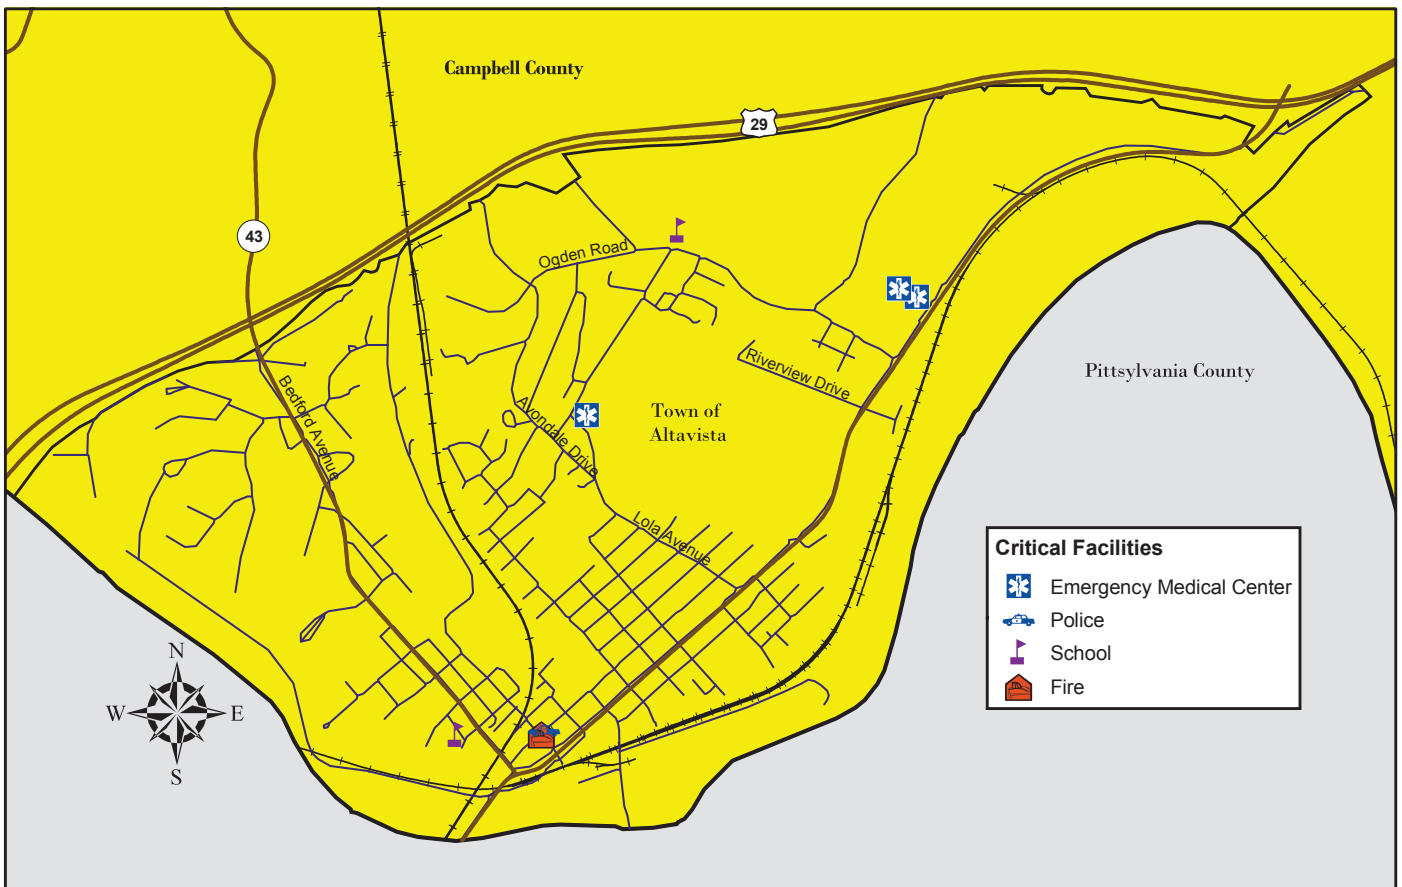 Campbell County
29
43
Ogden Road
Riverview Drive
Pittsylvania County
Bedford Avenue
Avondale Drive
Town of
Altavista
Lola Avenue
Critical Facilities
Emergency Medical Center
Police
School
Fire
N
W
E
S